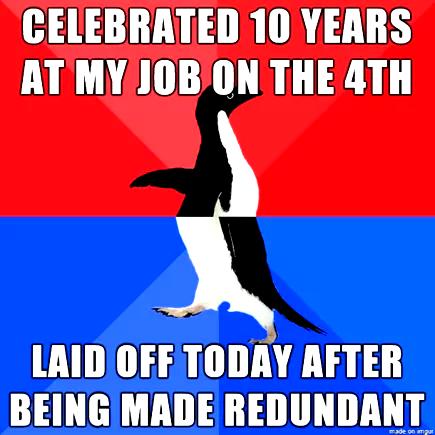 CELEBRATED 10 YEARS
AT MY JOB ON THE 4TH
LAID OFF TODAY AFTER
BEING MADE REDUNDANT
made on imgur